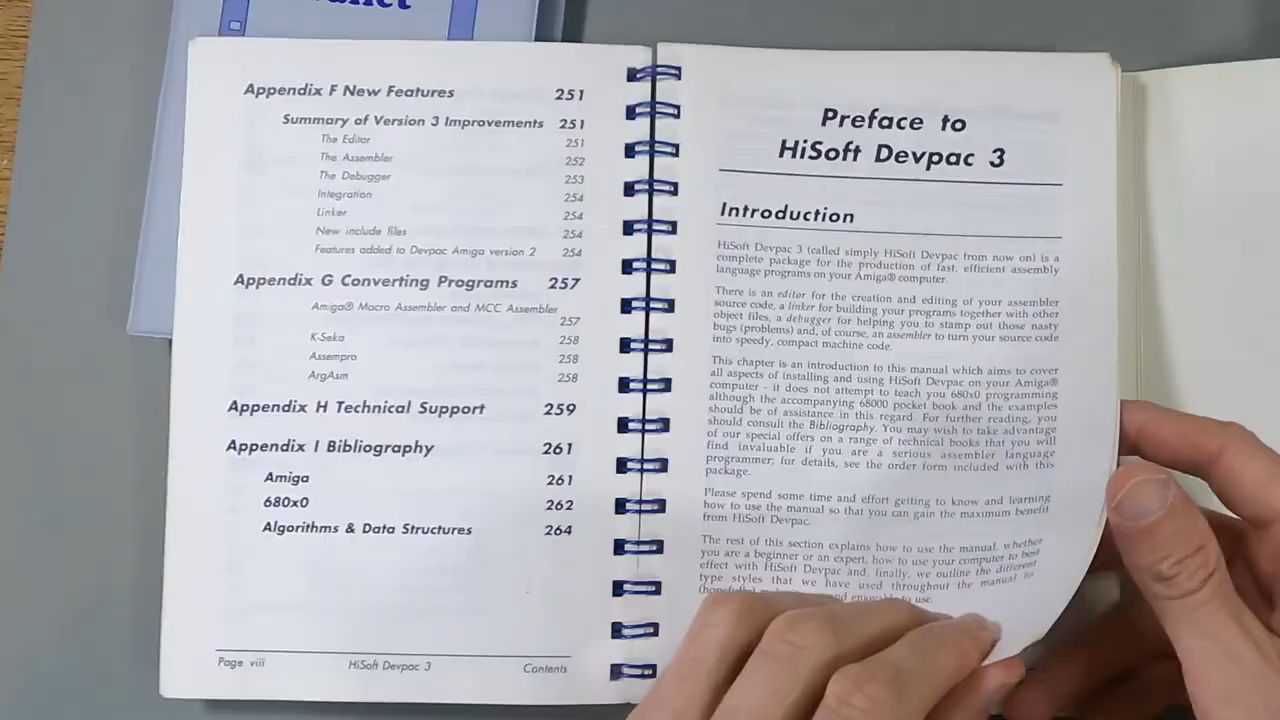 Appendix F New Features 251
Summary of Version 3 Improvements 251
The Editor 251
The Assembler 252
The Debugger 253
Integration 254
Linker 254
New include files 254
Features added to Devpac Amiga version 2 254
Appendix G Converting Programs 257
Amiga® Macro Assembler and MCC Assembler
257
K-Seka 258
Assempro 258
ArgAsm 258
Appendix H Technical Support 259
Appendix I Bibliography 261
Amiga 261
680x0 262
Algorithms & Data Structures 264
Page viii HiSoft Devpac 3 Contents
Preface to
HiSoft Devpac 3
Introduction
HiSoft Devpac 3 (called simply HiSoft Devpac from now on) is a
complete package for the production of fast, efficient assembly
language programs on your Amiga® computer.
There is an editor for the creation and editing of your assembler
source code, a linker for building your programs together with other
object files, a debugger for helping you to stamp out those nasty
bugs (problems) and, of course, an assembler to turn your source code
into speedy, compact machine code.
This chapter is an introduction to this manual which aims to cover
all aspects of installing and using HiSoft Devpac on your Amiga®
computer - it does not attempt to teach you 680x0 programming
although the accompanying 68000 pocket book and the examples
should be of assistance in this regard. For further reading, you
should consult the Bibliography. You may wish to take advantage
of our special offers on a range of technical books that you will
find invaluable if you are a serious assembler language
programmer; for details, see the order form included with this
package.
Please spend some time and effort getting to know and learning
how to use the manual so that you can gain the maximum benefit
from HiSoft Devpac.
The rest of this section explains how to use the manual, whether
you are a beginner or an expert, how to use your computer to best
effect with HiSoft Devpac and, finally, we outline the different
type styles that we have used throughout the manual to
(hopefully) and enjoyable to use.